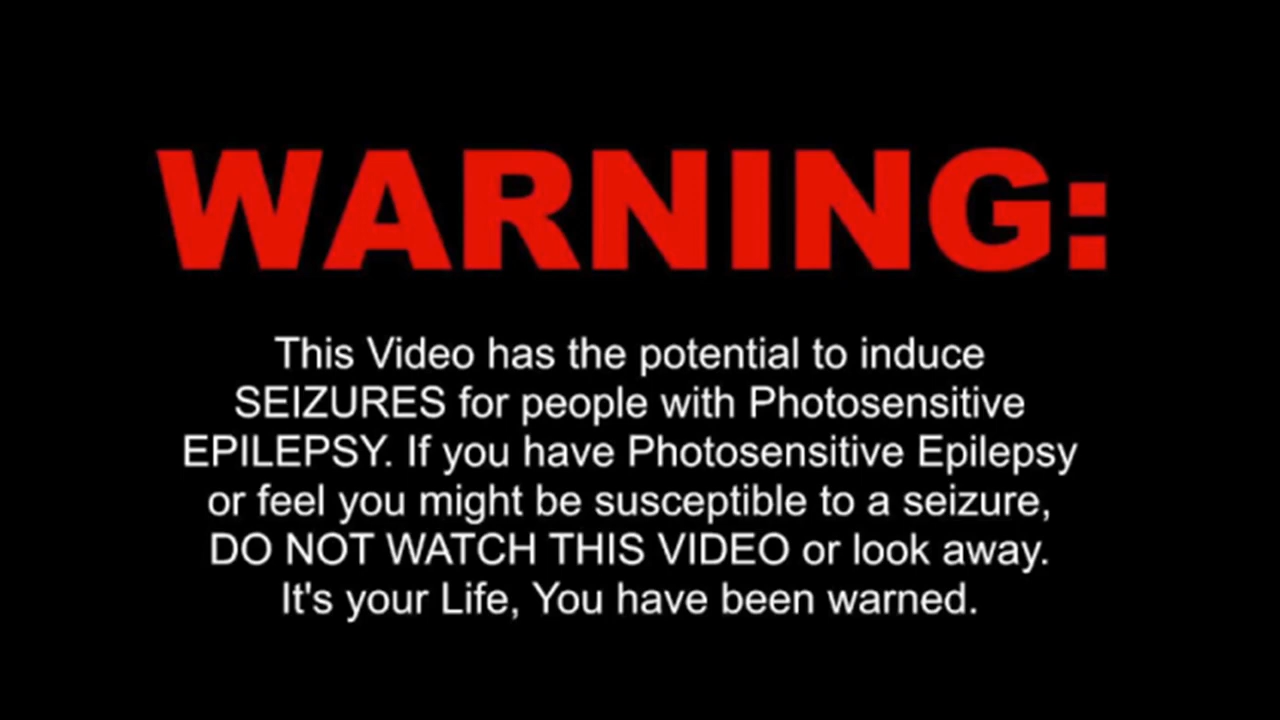 WARNING:
This Video has the potential to induce
SEIZURES for people with Photosensitive
EPILEPSY. If you have Photosensitive Epilepsy
or feel you might be susceptible to a seizure,
DO NOT WATCH THIS VIDEO or look away.
It's your Life, You have been warned.